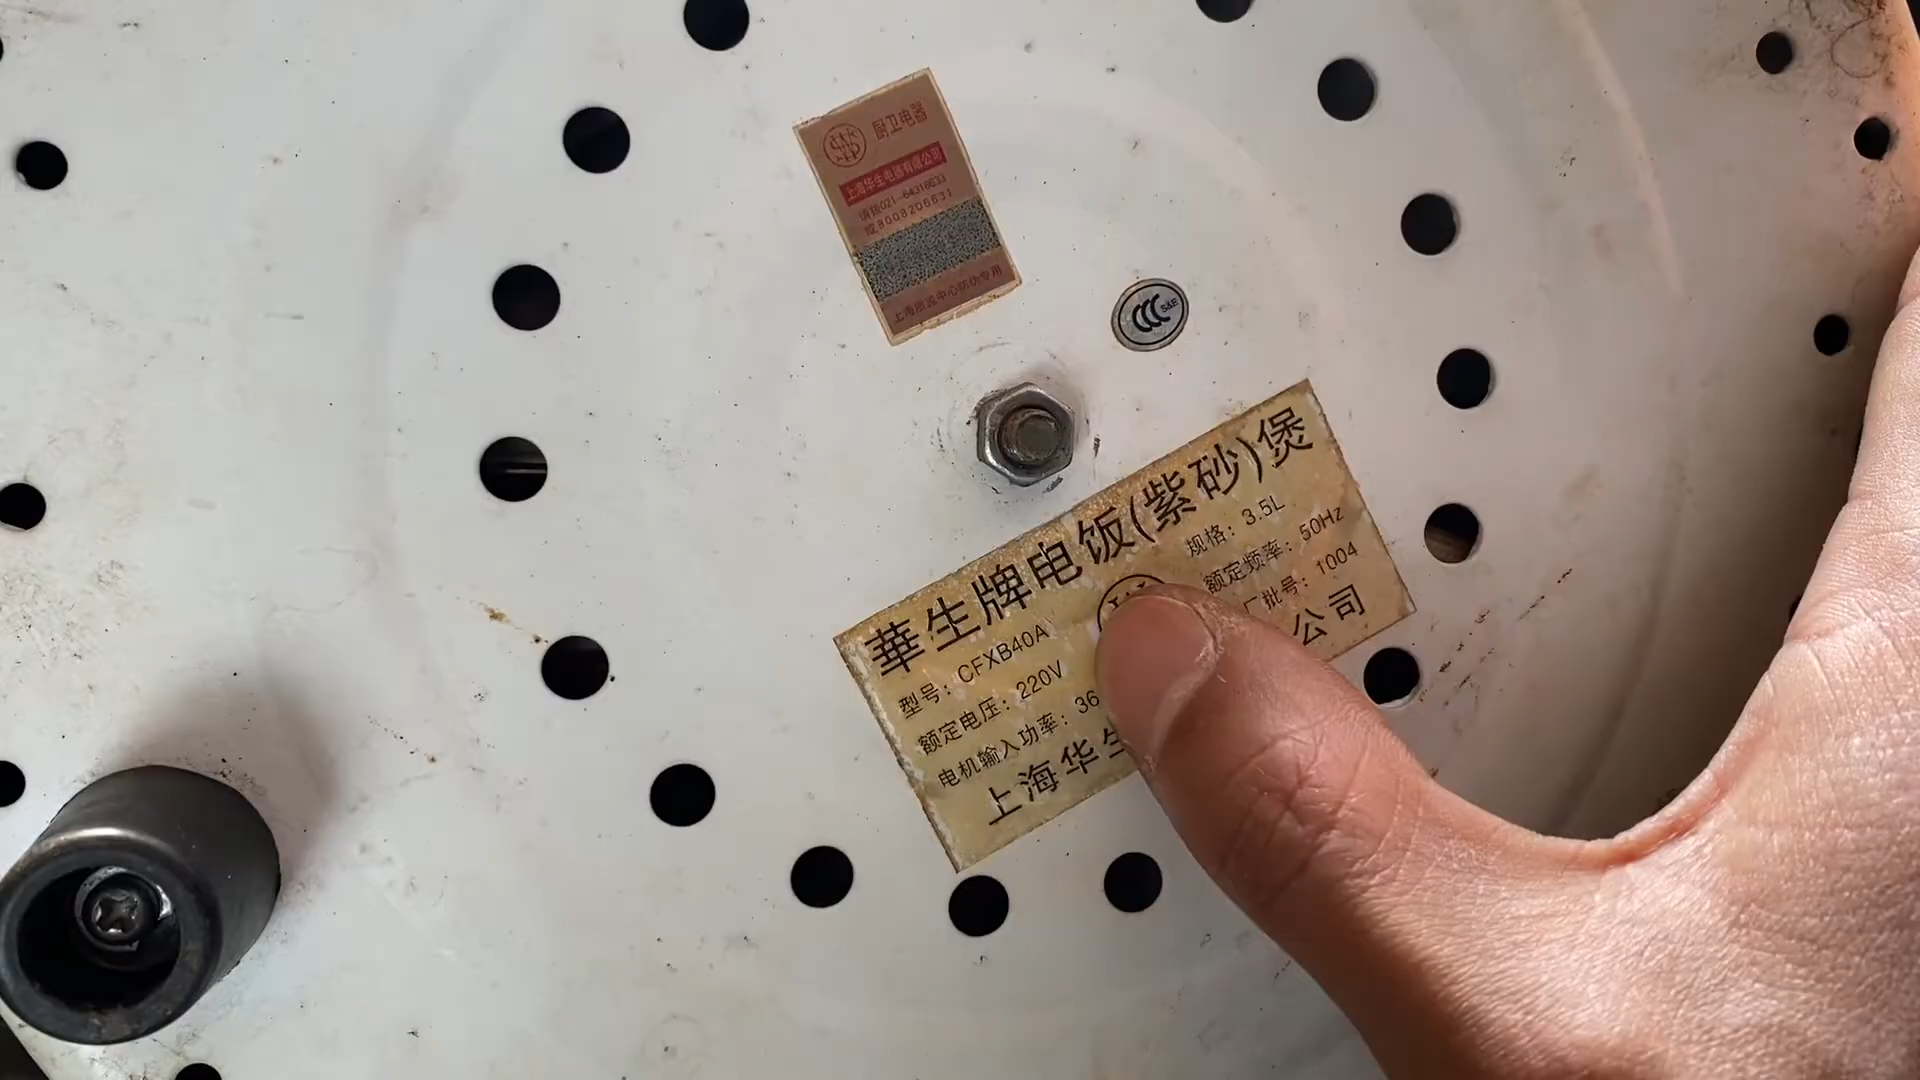 厨卫电器
上海华生电器有限公司
请拨021-64316633
或8008206631
上海质诚中心防伪专用
CCC S&E
華生牌电饭(紫砂)煲
型号：CFXB40A
规格：3.5L
额定电压：220V
额定频率：50Hz
电机输入功率：36
厂批号：1004
上海华生
公司